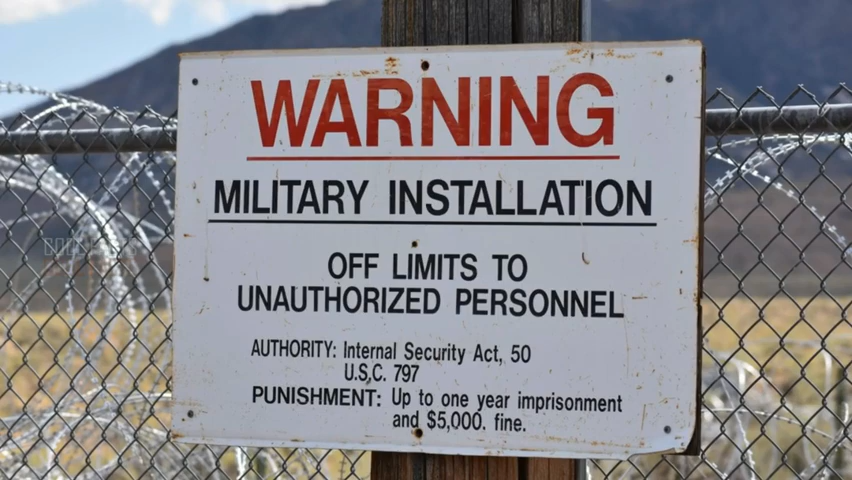 WARNING
MILITARY INSTALLATION
OFF LIMITS TO
UNAUTHORIZED PERSONNEL
AUTHORITY: Internal Security Act, 50
U.S.C. 797
PUNISHMENT: Up to one year imprisonment
and $5,000. fine.